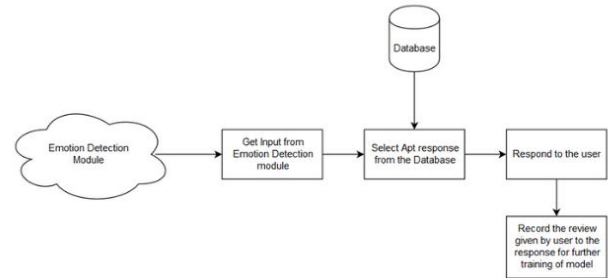 Database
Emotion Detection
Module
Get Input from
Emotion Detection
module
Select Apt response
from the Database
Respond to the user
Record the review
given by user to the
response for further
training of model